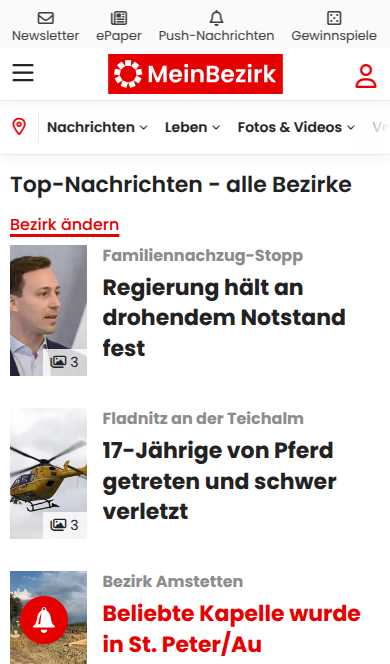 Newsletter ePaper Push-Nachrichten Gewinnspiele
MeinBezirk
Nachrichten Leben Fotos & Videos
Top-Nachrichten - alle Bezirke
Bezirk ändern
Familiennachzug-Stopp
Regierung hält an
drohendem Notstand
fest
3
Fladnitz an der Teichalm
17-Jährige von Pferd
getreten und schwer
verletzt
3
Bezirk Amstetten
Beliebte Kapelle wurde
in St. Peter/Au